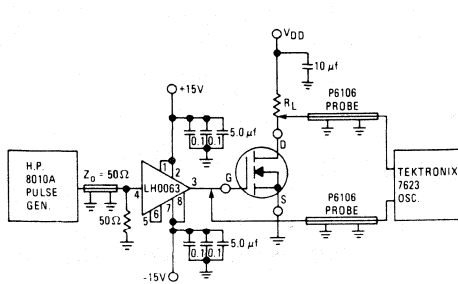 VDD
10 μf
+15V
RL
P6106
PROBE
5.0 μf
0.1 0.1
D
H.P.
8010A
PULSE
GEN.
Zo = 50Ω
1
2
4
LH0063
3
G
S
TEKTRONIX
7623
OSC.
50Ω
5
6
7
8
P6106
PROBE
5.0 μf
0.1 0.1
-15V